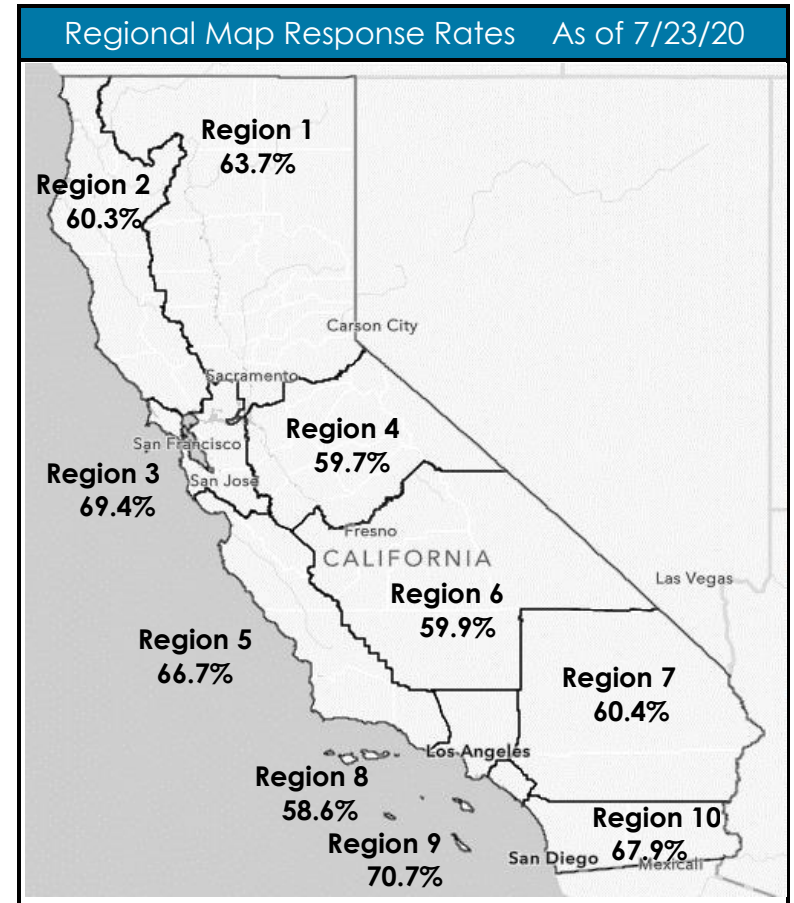 Regional Map Response Rates As of 7/23/20
Region 1
63.7%
Region 2
60.3%
Carson City
Sacramento
Region 4
59.7%
San Francisco
Region 3
69.4%
San Jose
Fresno
CALIFORNIA
Region 6
59.9%
Las Vegas
Region 5
66.7%
Region 7
60.4%
Los Angeles
Region 8
58.6%
Region 9
70.7%
Region 10
67.9%
San Diego
Mexicali